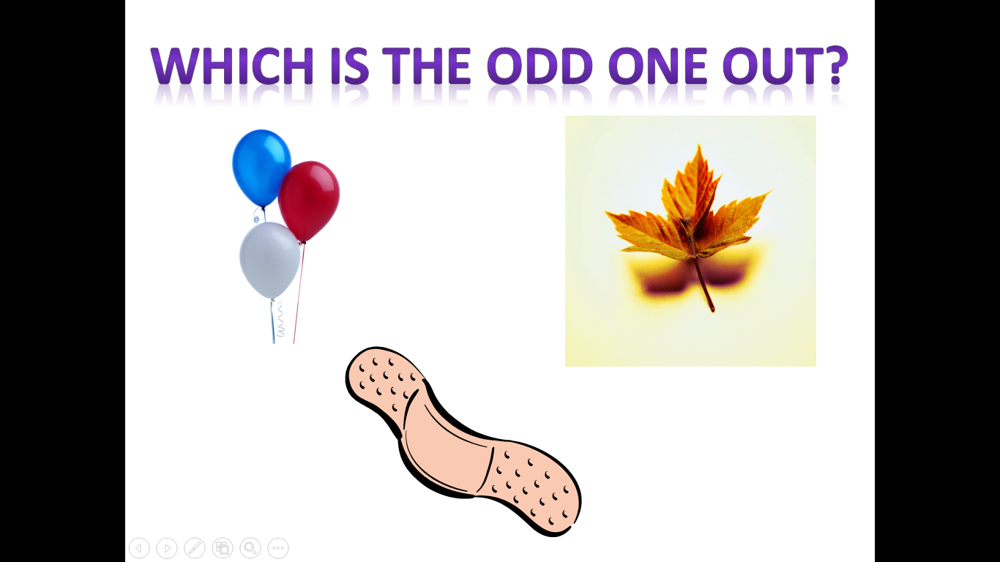 WHICH IS THE ODD ONE OUT?